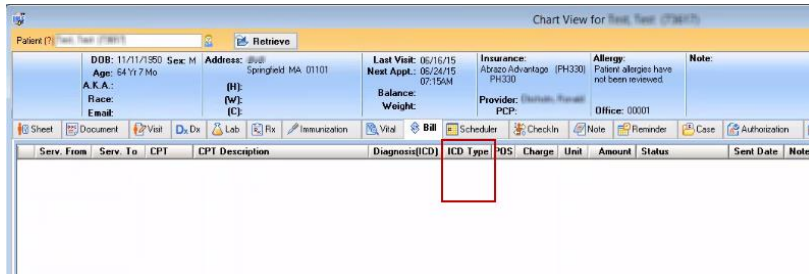 Chart View for
Patient (?) Retrieve
DOB: 11/11/1950 Sex: M Address: Last Visit: 06/16/15 Insurance: Allergy: Note:
Age: 64 Yr 7 Mo Springfield MA 01101 Next Appt.: 06/24/15 Abrazo Advantage (PH330) Patient allergies have
A.K.A.: (H): 07:15AM PH330 not been reviewed.
Race: (W): Balance: Provider:
Email: (C): Weight: PCP: Office: 00001
Sheet Document Visit Dx Dx Lab Rx Immunization Vital Bill Scheduler CheckIn Note Reminder Case Authorization
Serv. From Serv. To CPT CPT Description Diagnosis(ICD) ICD Type POS Charge Unit Amount Status Sent Date Note